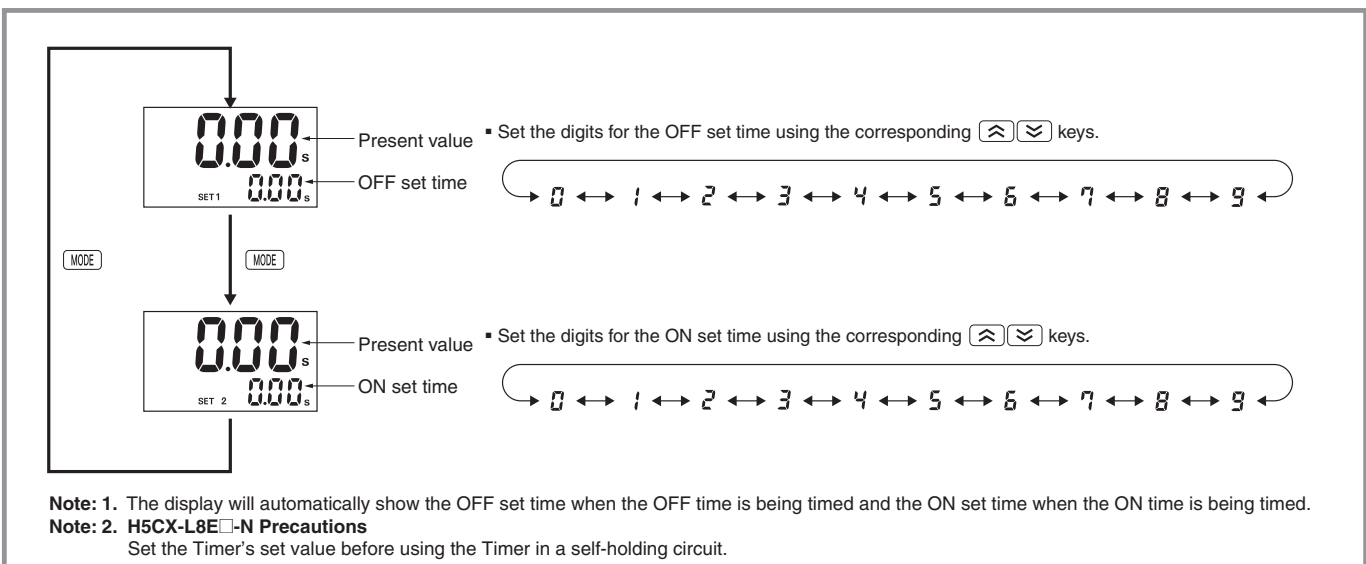 0.00 s
Present value
▪ Set the digits for the OFF set time using the corresponding keys.
SET 1 0.00 s
OFF set time
0 ↔ 1 ↔ 2 ↔ 3 ↔ 4 ↔ 5 ↔ 6 ↔ 7 ↔ 8 ↔ 9
MODE
MODE
0.00 s
Present value
▪ Set the digits for the ON set time using the corresponding keys.
SET 2 0.00 s
ON set time
0 ↔ 1 ↔ 2 ↔ 3 ↔ 4 ↔ 5 ↔ 6 ↔ 7 ↔ 8 ↔ 9
Note: 1. The display will automatically show the OFF set time when the OFF time is being timed and the ON set time when the ON time is being timed.
Note: 2. H5CX-L8E□-N Precautions
Set the Timer's set value before using the Timer in a self-holding circuit.